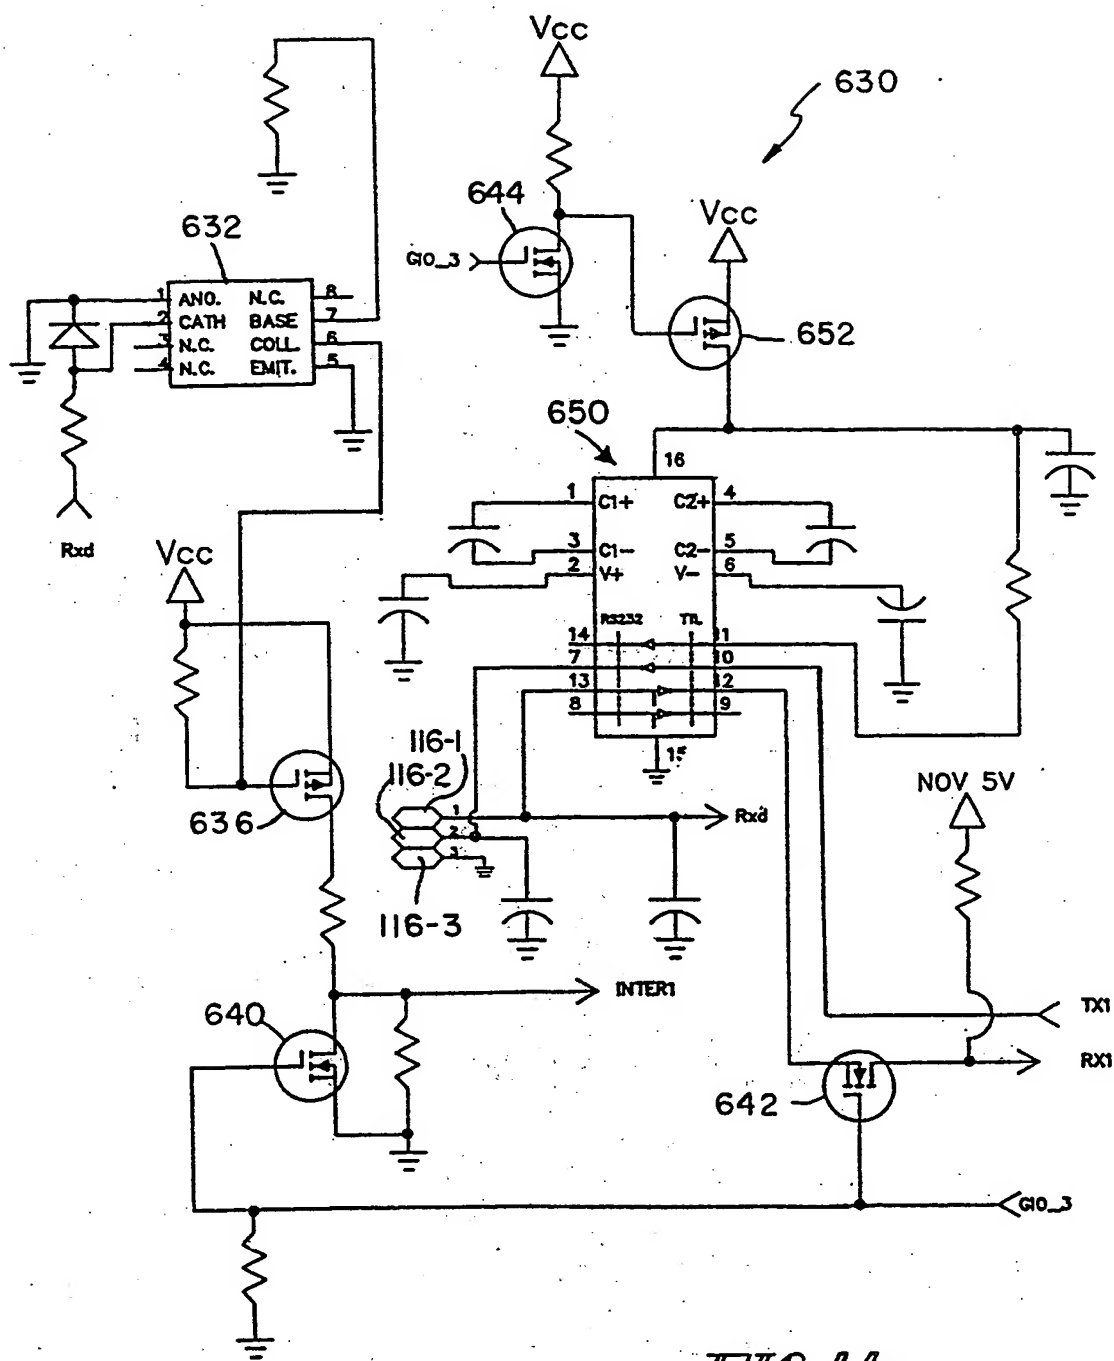 Vcc
630
644
632
Vcc
GIO_3
1 ANO. N.C. 8
2 CATH BASE 7
3 N.C. COLL. 6
4 N.C. EMIT. 5
652
650
16
1 C1+ C2+ 4
3 C1- C2- 5
2 V+ V- 6
Rxd
Vcc
RS232 TTL
14 11
7 10
13 12
8 9
15
116-1
116-2
1 Rxd
2
3
636
116-3
NOV 5V
INTER1
640
TX1
RX1
642
GIO_3